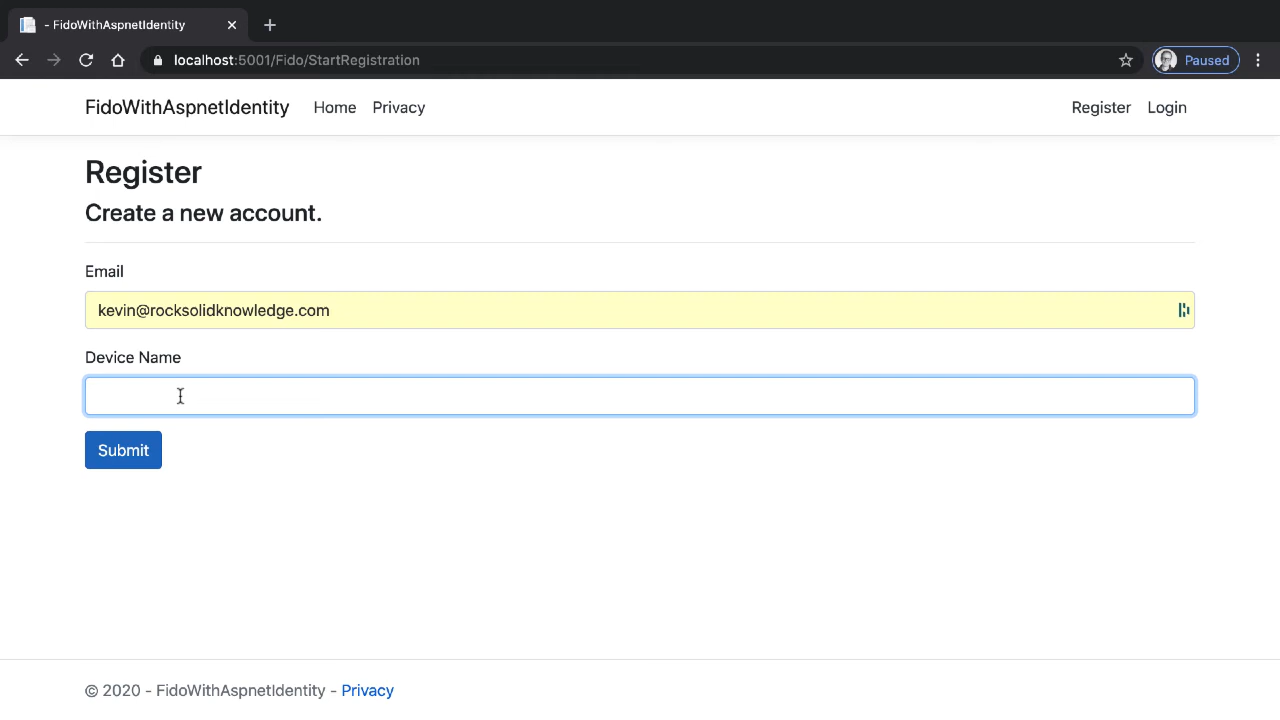 - FidoWithAspnetIdentity
localhost:5001/Fido/StartRegistration
Paused
FidoWithAspnetIdentity Home Privacy Register Login
Register
Create a new account.
Email
kevin@rocksolidknowledge.com
Device Name
Submit
© 2020 - FidoWithAspnetIdentity - Privacy